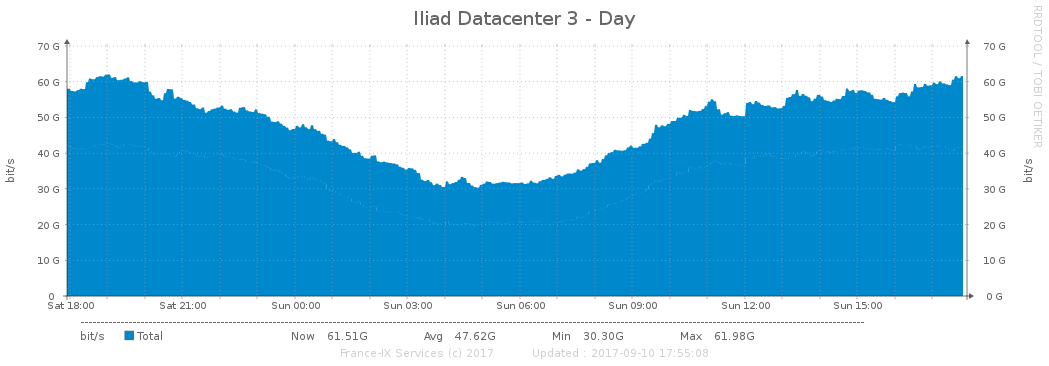 Iliad Datacenter 3 - Day
RRDTOOL / TOBI OETIKER
70 G 70 G
60 G 60 G
50 G 50 G
40 G 40 G
30 G 30 G
20 G 20 G
10 G 10 G
0 0 G
bit/s bit/s
Sat 18:00 Sat 21:00 Sun 00:00 Sun 03:00 Sun 06:00 Sun 09:00 Sun 12:00 Sun 15:00
bit/s Total Now 61.51G Avg 47.62G Min 30.30G Max 61.98G
France-IX Services (c) 2017 Updated : 2017-09-10 17:55:08